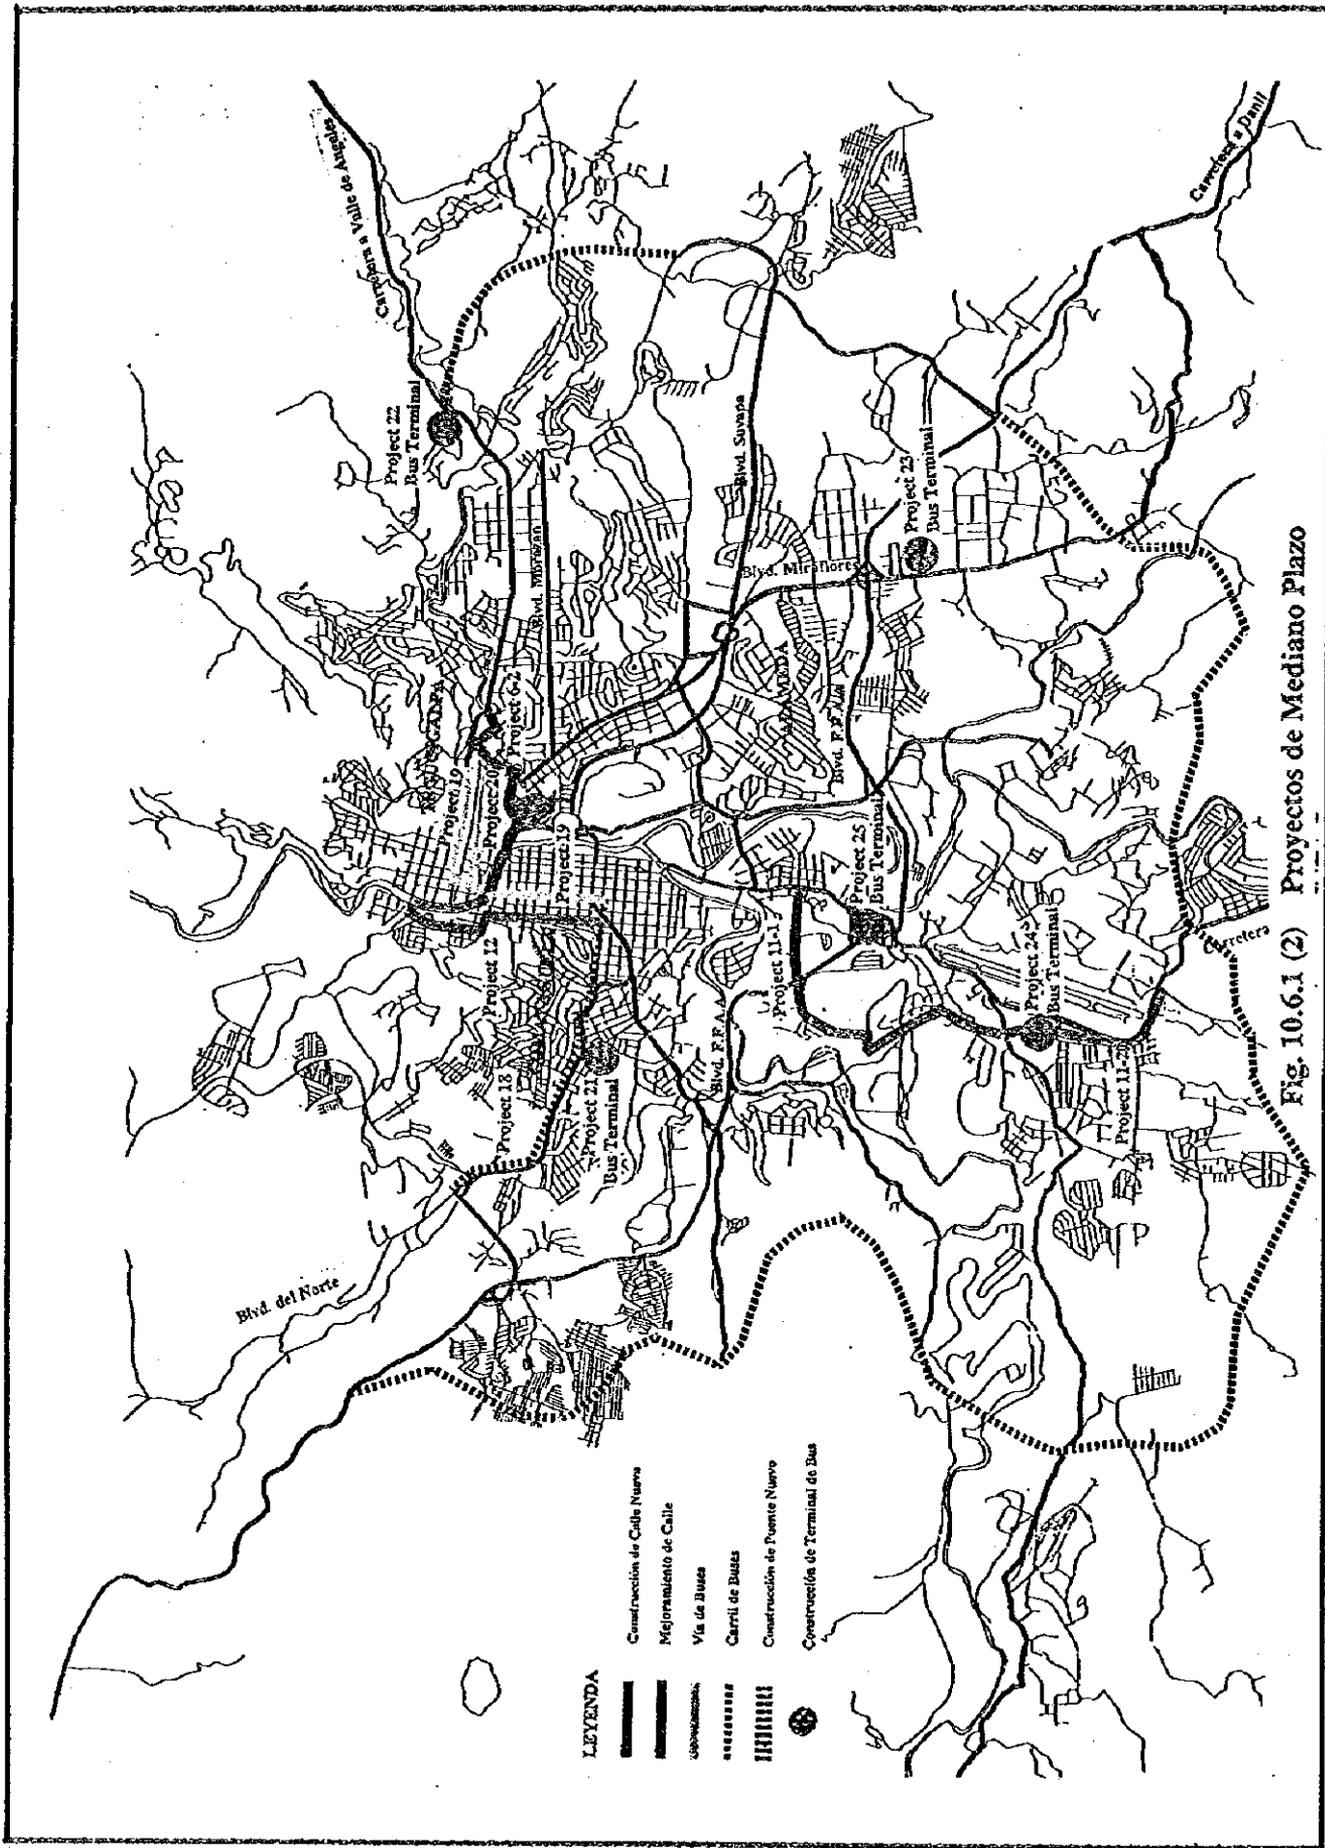 Carretera a Valle de Angeles
Carretera a Danlí
Project 22
Bus Terminal
Blvd. Suyapa
Project 23
Bus Terminal
Blvd. Morazan
Blvd. Miraflores
Project 6-2
Project 19
Project 20
Blvd. F.F.A.A
Project 19
Project 25
Bus Terminal
Project 12
Project 11-1
Project 24
Bus Terminal
Carretera
Project 18
Project 21
Bus Terminal
Blvd. F.F.A.A
Project 11-2
Blvd. del Norte
LEYENDA
Construcción de Calle Nueva
Mejoramiento de Calle
Vía de Buses
Carril de Buses
Construcción de Puente Nuevo
Construcción de Terminal de Bus
Fig. 10.6.1 (2) Proyectos de Mediano Plazo